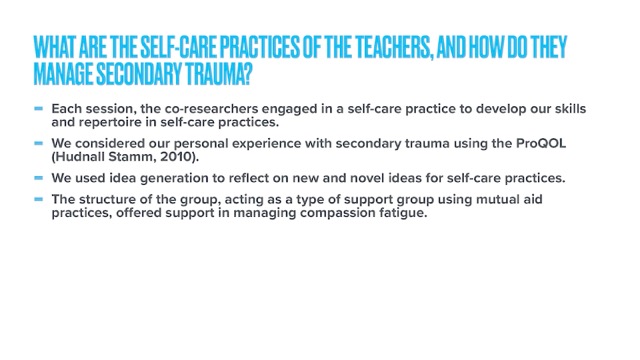 WHAT ARE THE SELF-CARE PRACTICES OF THE TEACHERS, AND HOW DO THEY
MANAGE SECONDARY TRAUMA?
Each session, the co-researchers engaged in a self-care practice to develop our skills
and repertoire in self-care practices.
We considered our personal experience with secondary trauma using the ProQOL
(Hudnall Stamm, 2010).
We used idea generation to reflect on new and novel ideas for self-care practices.
The structure of the group, acting as a type of support group using mutual aid
practices, offered support in managing compassion fatigue.